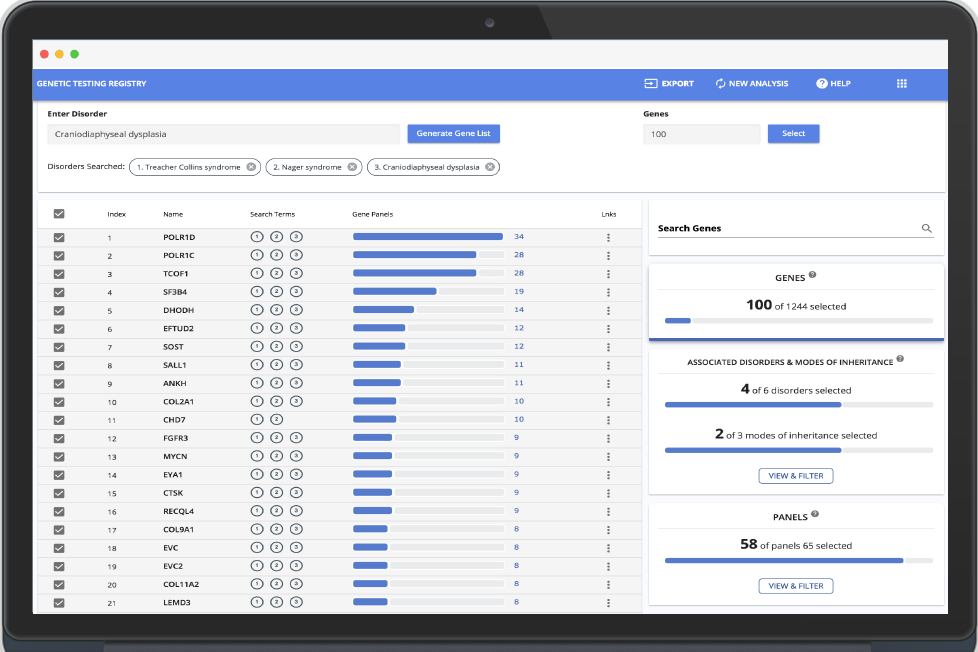 GENETIC TESTING REGISTRY EXPORT NEW ANALYSIS ? HELP
Enter Disorder Genes
Craniodiaphyseal dysplasia Generate Gene List 100 Select
Disorders Searched: 1. Treacher Collins syndrome 2. Nager syndrome 3. Craniodiaphyseal dysplasia
Index Name Search Terms Gene Panels Lnks
1 POLR1D 1 2 3 34
2 POLR1C 1 2 3 28
3 TCOF1 1 2 3 28
4 SF3B4 1 2 3 19
5 DHODH 1 2 3 14
6 EFTUD2 1 2 3 12
7 SOST 1 2 3 12
8 SALL1 1 2 3 11
9 ANKH 1 2 3 11
10 COL2A1 1 2 3 10
11 CHD7 1 2 10
12 FGFR3 1 2 3 9
13 MYCN 1 2 3 9
14 EYA1 1 2 3 9
15 CTSK 1 2 3 9
16 RECQL4 1 2 3 9
17 COL9A1 1 2 3 8
18 EVC 1 2 3 8
19 EVC2 1 2 3 8
20 COL11A2 1 2 3 8
21 LEMD3 1 2 3 8
Search Genes
GENES ?
100 of 1244 selected
ASSOCIATED DISORDERS & MODES OF INHERITANCE ?
4 of 6 disorders selected
2 of 3 modes of inheritance selected
VIEW & FILTER
PANELS ?
58 of panels 65 selected
VIEW & FILTER